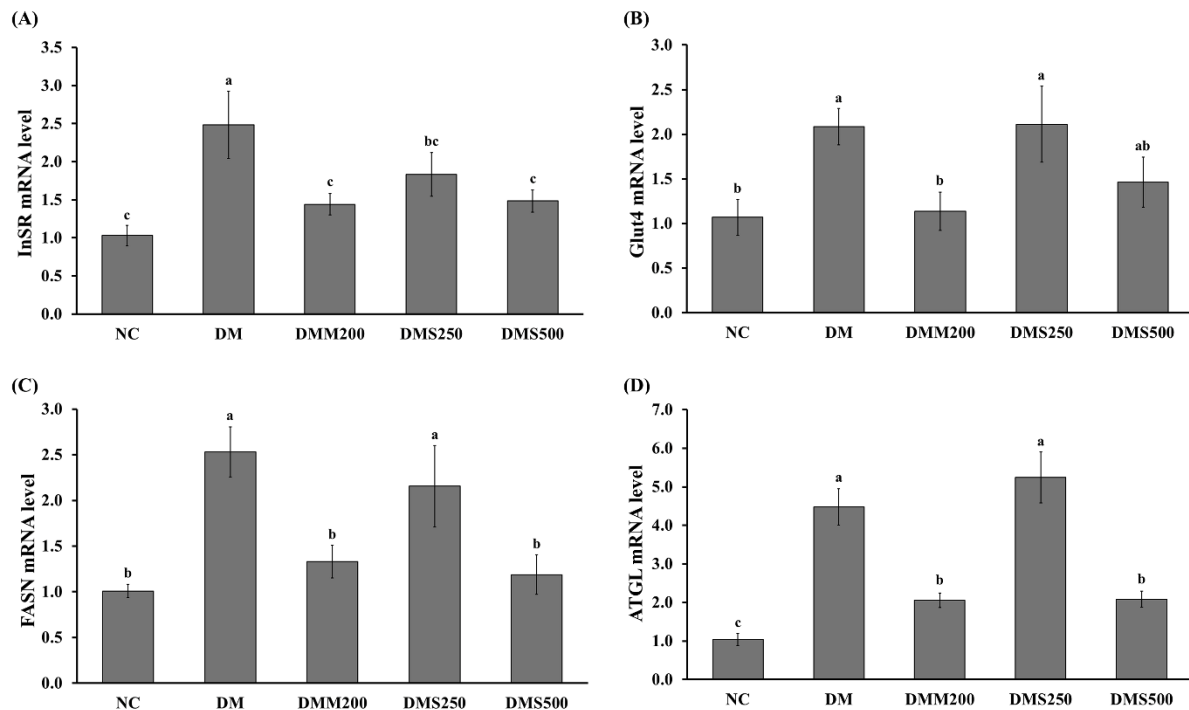 (A)
InSR mRNA level
3.5
3.0
2.5
2.0
1.5
1.0
0.5
0.0
c
a
c
bc
c
NC DM DMM200 DMS250 DMS500
(B)
Glut4 mRNA level
3.0
2.5
2.0
1.5
1.0
0.5
0.0
b
a
b
a
ab
NC DM DMM200 DMS250 DMS500
(C)
FASN mRNA level
3.0
2.5
2.0
1.5
1.0
0.5
0.0
b
a
b
a
b
NC DM DMM200 DMS250 DMS500
(D)
ATGL mRNA level
7.0
6.0
5.0
4.0
3.0
2.0
1.0
0.0
c
a
b
a
b
NC DM DMM200 DMS250 DMS500